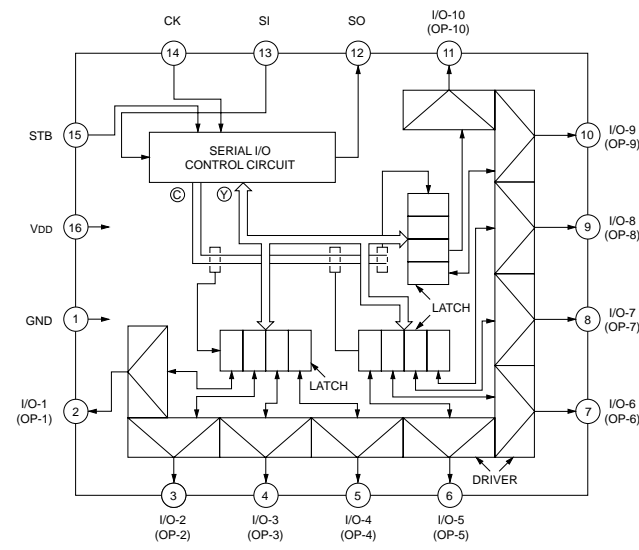 CK
SI
SO
I/O-10
(OP-10)
14
13
12
11
STB
15
SERIAL I/O
CONTROL CIRCUIT
10
I/O-9
(OP-9)
C
Y
VDD
16
9
I/O-8
(OP-8)
LATCH
GND
1
8
I/O-7
(OP-7)
LATCH
I/O-1
(OP-1)
2
7
I/O-6
(OP-6)
DRIVER
3
4
5
6
I/O-2
(OP-2)
I/O-3
(OP-3)
I/O-4
(OP-4)
I/O-5
(OP-5)